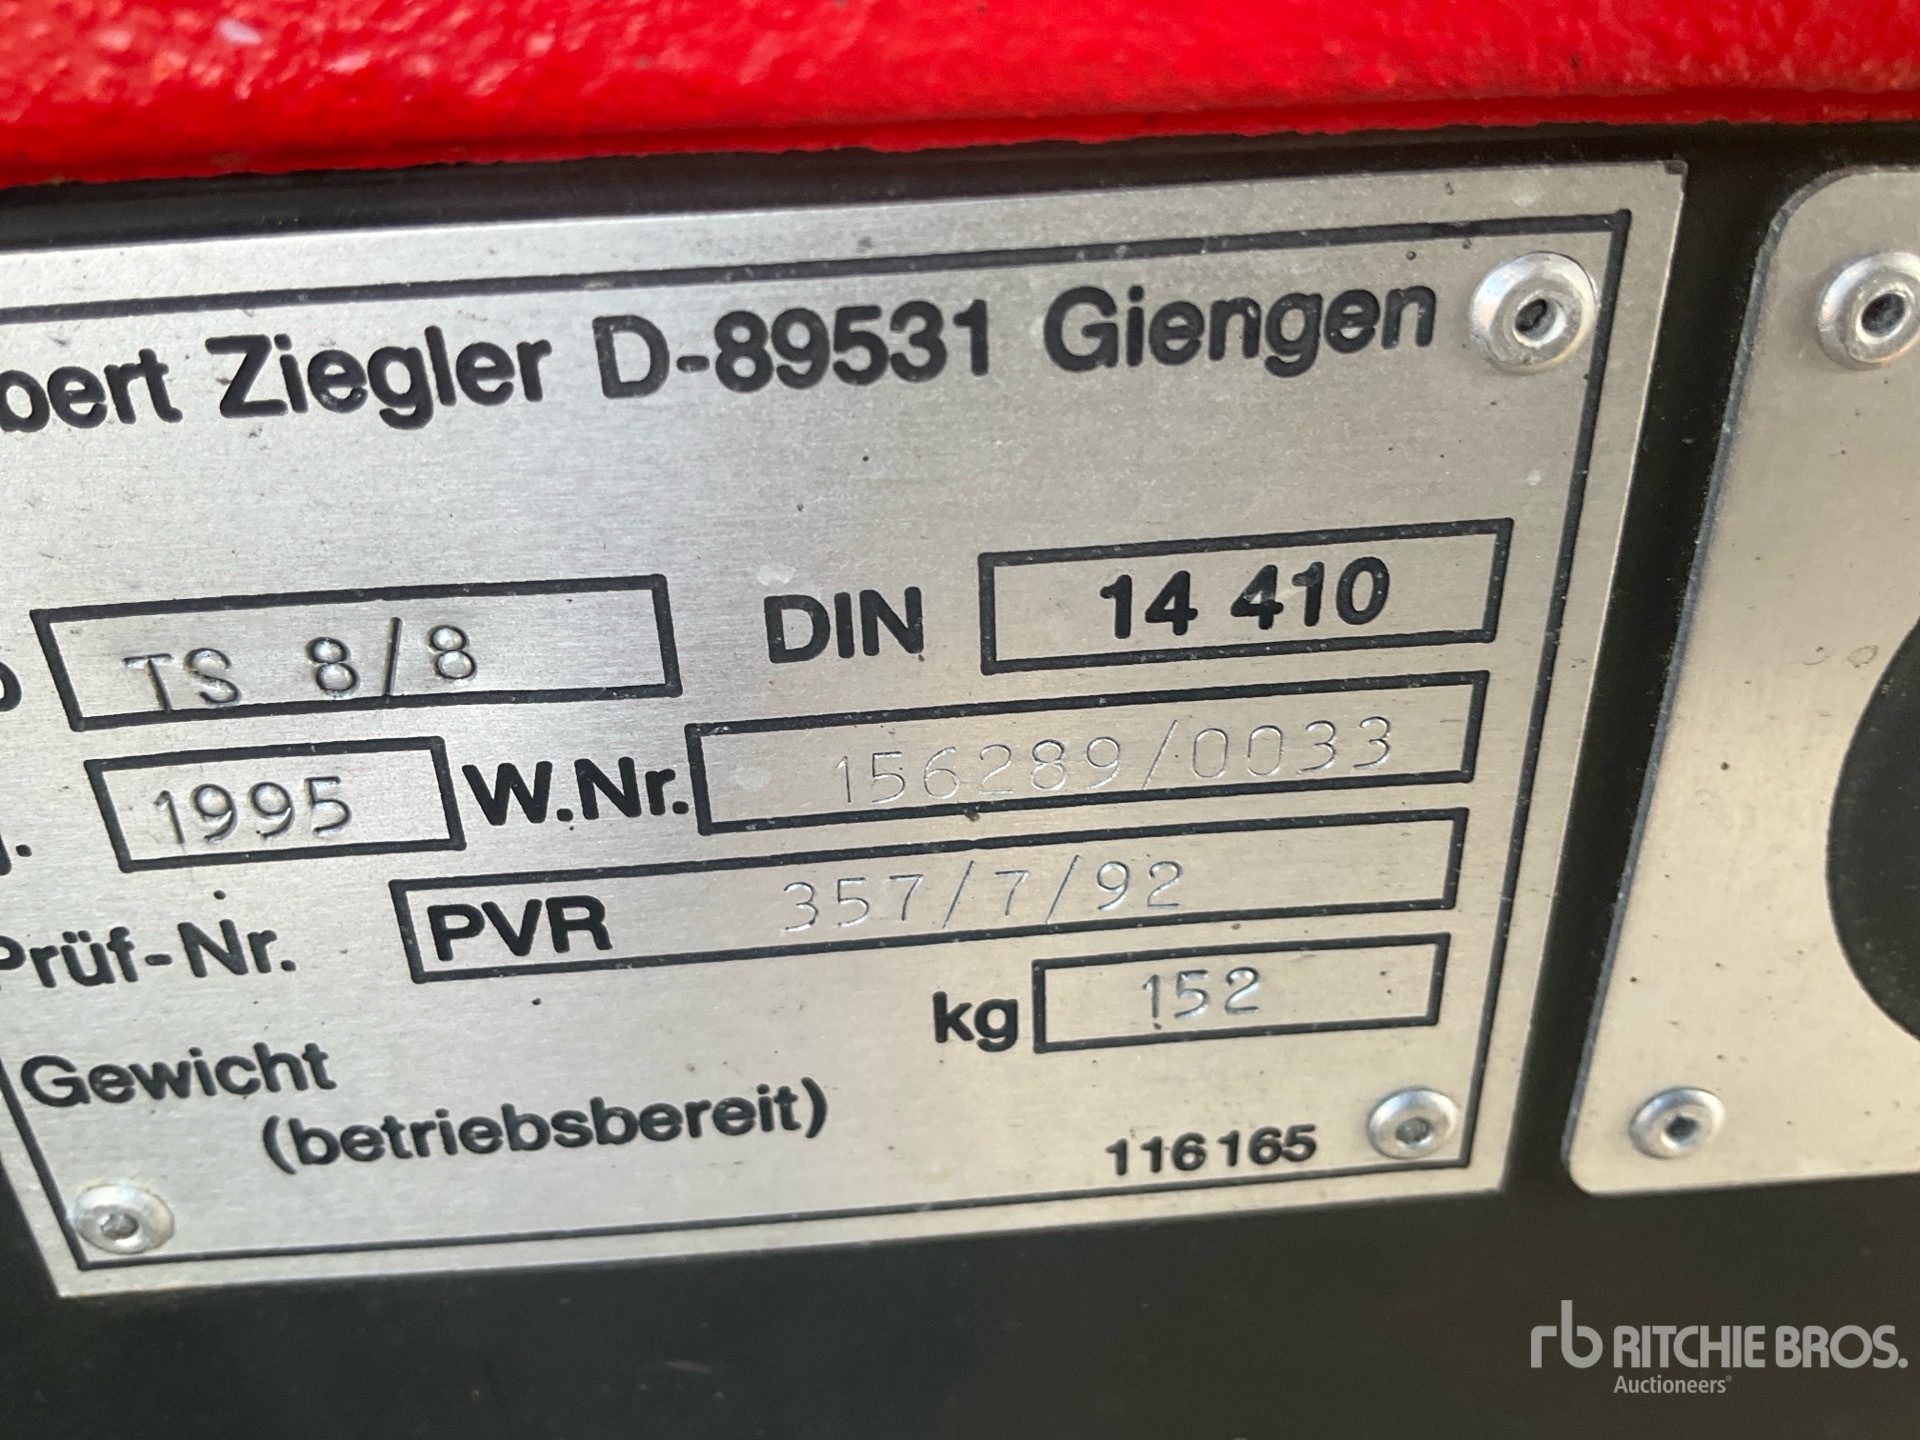 bert Ziegler D-89531 Giengen
TS 8/8 DIN 14 410
1995 W.Nr. 156289/0033
Prüf-Nr. PVR 357/7/92
kg 152
Gewicht
(betriebsbereit)
116165
rb RITCHIE BROS.
Auctioneers